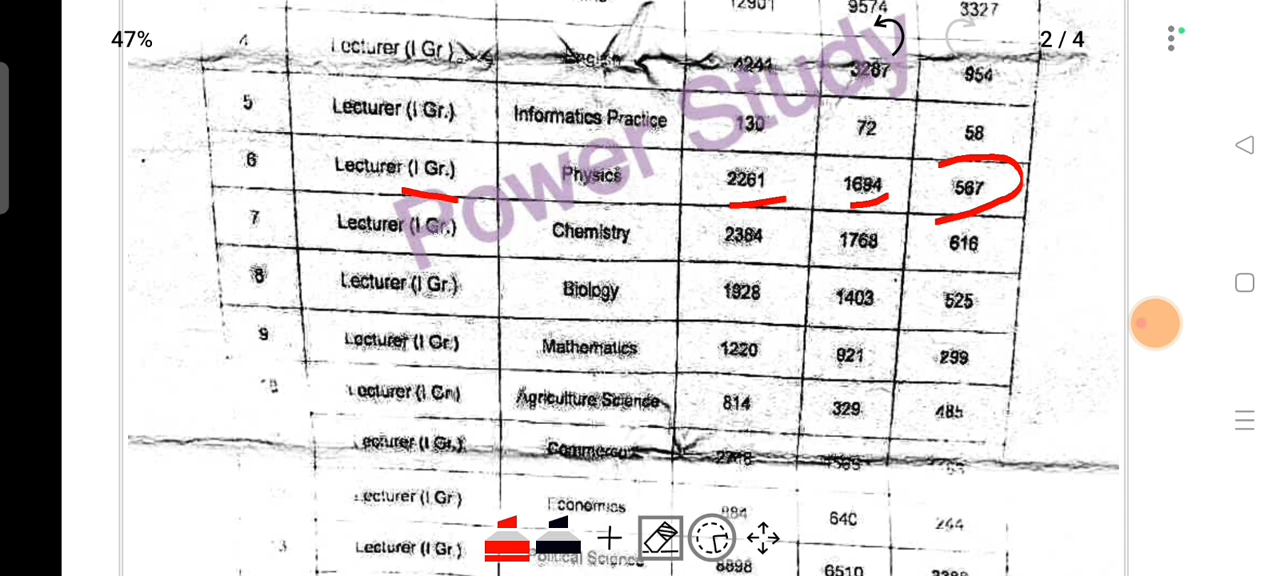 12901 9574 3327
47% 2 / 4
4 Lecturer (I Gr.) English 4241 3287 954
5 Lecturer (I Gr.) Informatics Practice 130 72 58
6 Lecturer (I Gr.) Physics 2261 1694 567
7 Lecturer (I Gr.) Chemistry 2384 1768 616
8 Lecturer (I Gr.) Biology 1928 1403 525
9 Lecturer (I Gr.) Mathematics 1220 921 299
10 Lecturer (I Gr.) Agriculture Science 814 329 485
Lecturer (I Gr.) Commerce
Lecturer (I Gr.) Economics 884 640 244
3 Lecturer (I Gr.) Political Science 8898 6510
Power Study